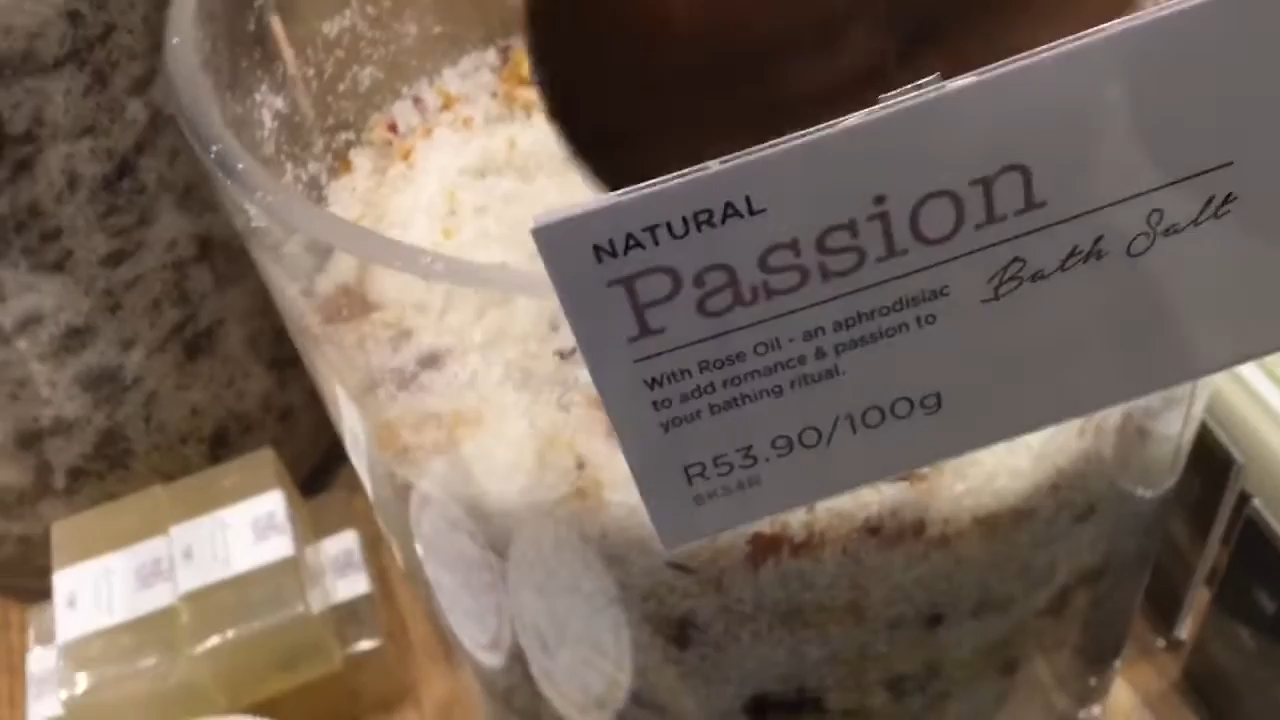 NATURAL
Passion
Bath Salt
With Rose Oil - an aphrodisiac
to add romance & passion to
your bathing ritual.
R53.90/100g